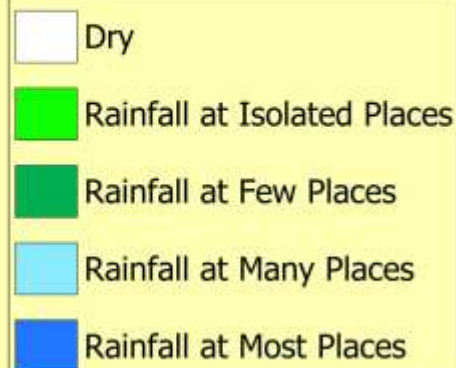 Dry
Rainfall at Isolated Places
Rainfall at Few Places
Rainfall at Many Places
Rainfall at Most Places